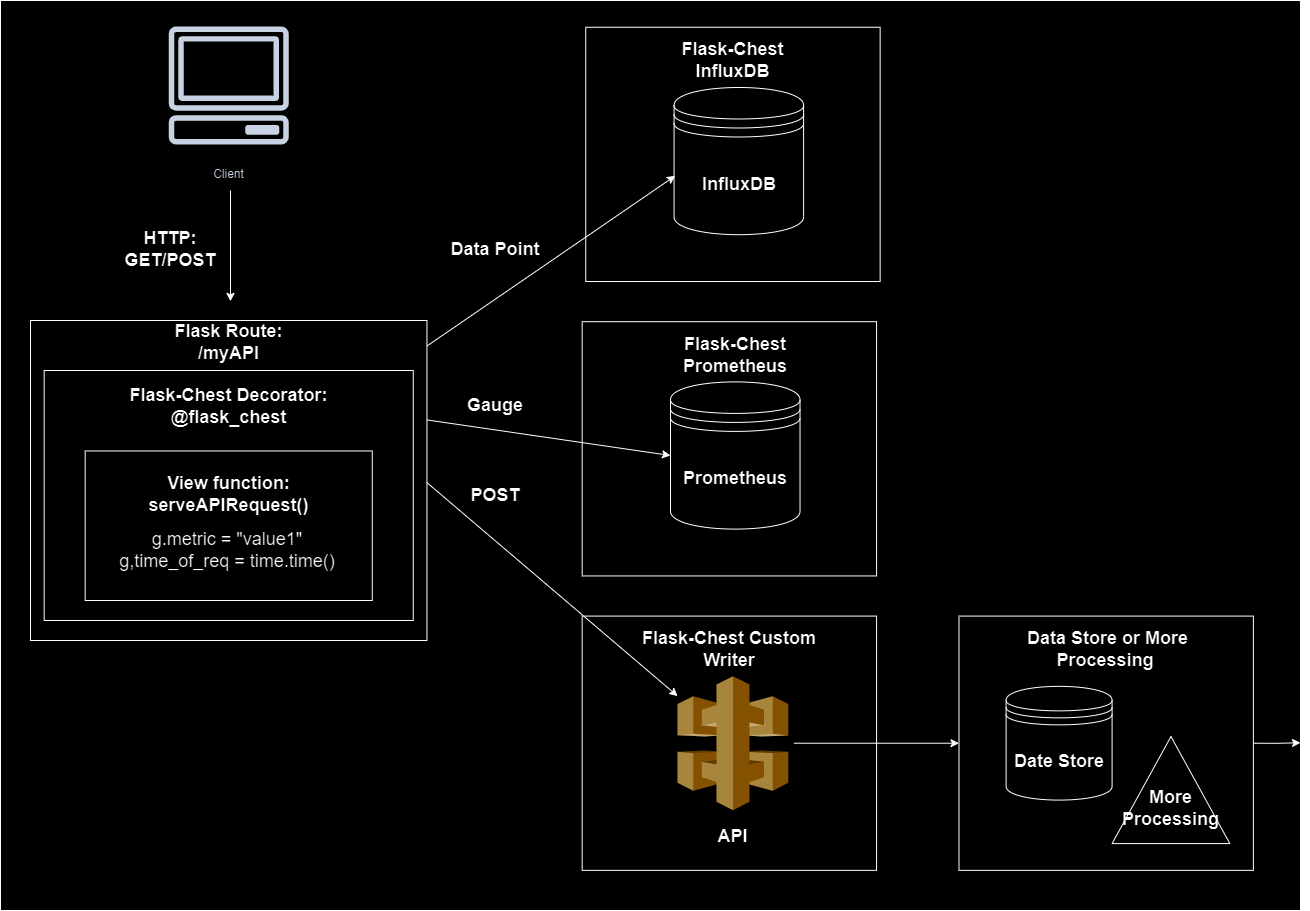 Client
HTTP:
GET/POST
Flask Route:
/myAPI
Flask-Chest Decorator:
@flask_chest
View function:
serveAPIRequest()
g.metric = "value1"
g,time_of_req = time.time()
Data Point
Gauge
POST
Flask-Chest
InfluxDB
InfluxDB
Flask-Chest
Prometheus
Prometheus
Flask-Chest Custom
Writer
API
Data Store or More
Processing
Date Store
More
Processing